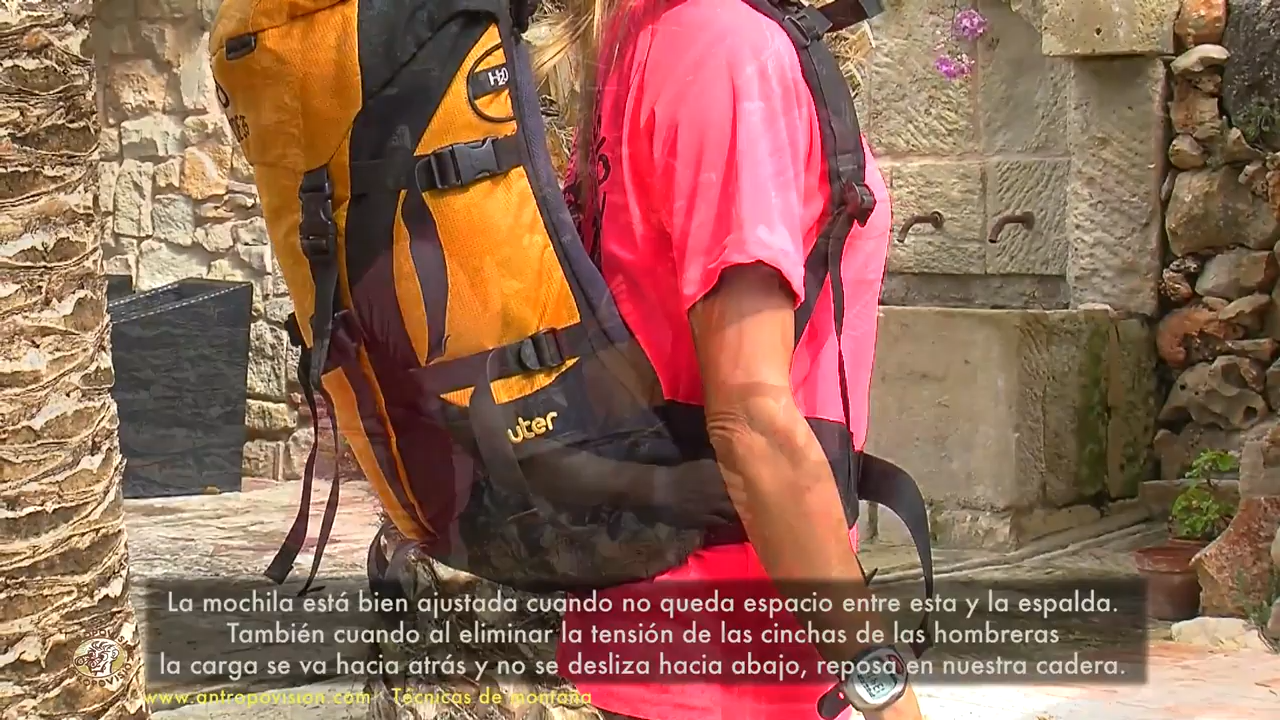 H2O
uter
La mochila está bien ajustada cuando no queda espacio entre esta y la espalda.
También cuando al eliminar la tensión de las cinchas de las hombreras
la carga se va hacia atrás y no se desliza hacia abajo, reposa en nuestra cadera.
www.antropovision.com Técnicas de montaña